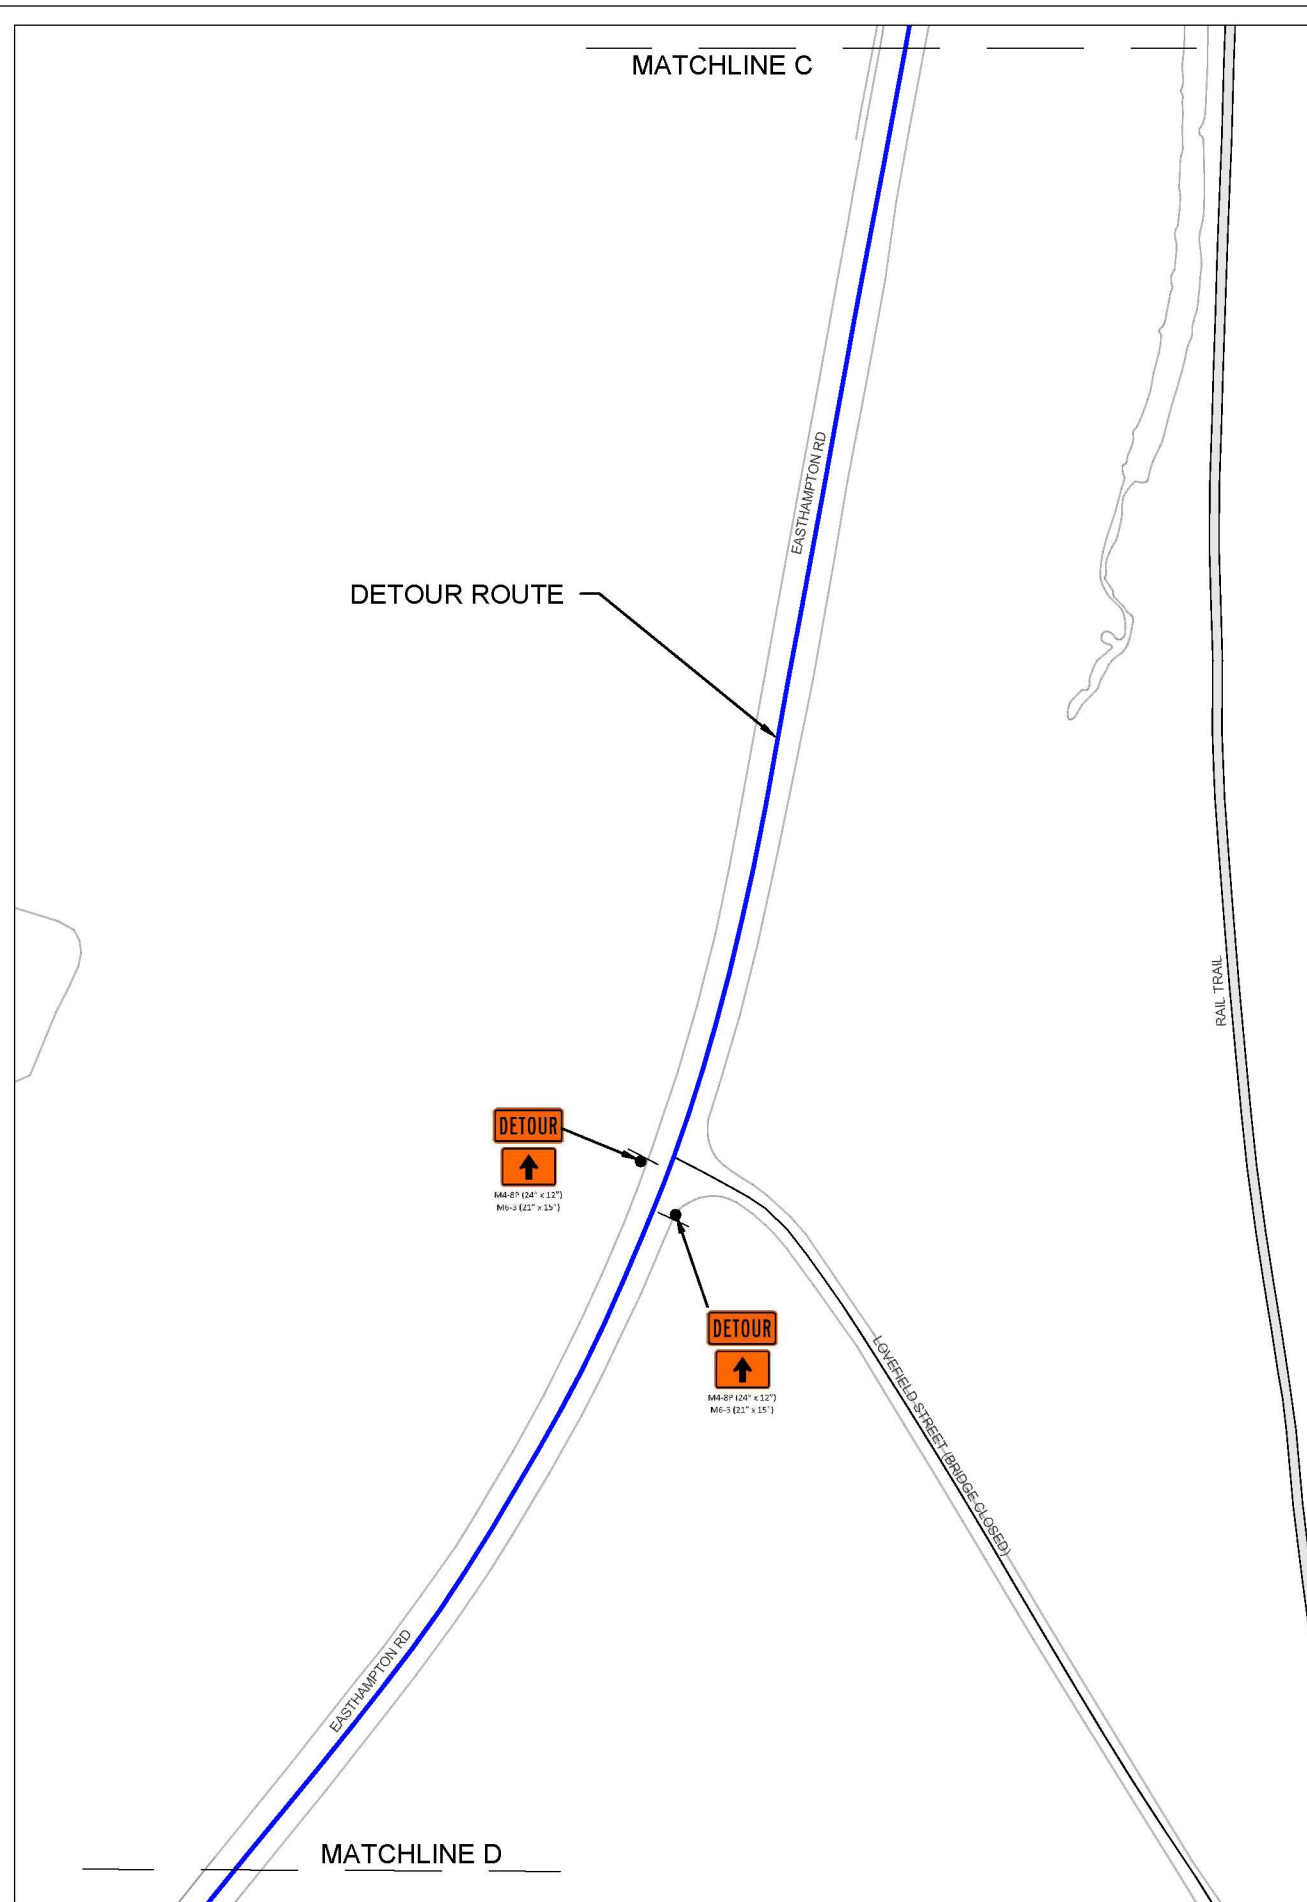 MATCHLINE C
EASTHAMPTON RD
DETOUR ROUTE
RAIL TRAIL
DETOUR
M4-8P (24" x 12")
M6-3 (21" x 15")
DETOUR
M4-8P (24" x 12")
M6-3 (21" x 15")
LOVEFIELD STREET (BRIDGE CLOSED)
EASTHAMPTON RD
MATCHLINE D